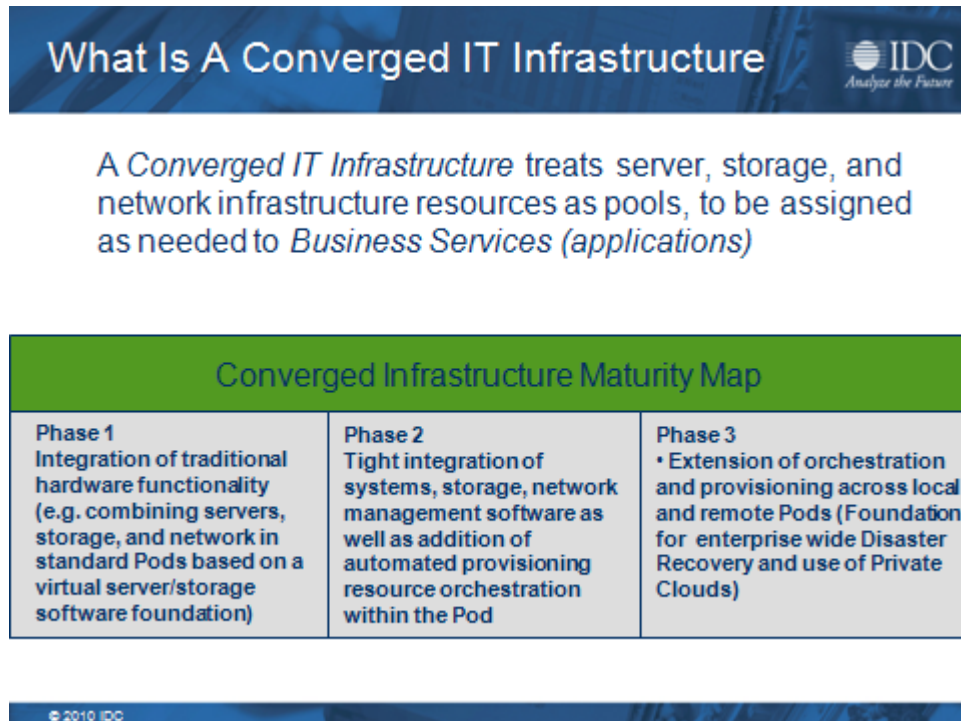 What Is A Converged IT Infrastructure
IDC
Analyze the Future
A Converged IT Infrastructure treats server, storage, and
network infrastructure resources as pools, to be assigned
as needed to Business Services (applications)
Converged Infrastructure Maturity Map
Phase 1
Integration of traditional
hardware functionality
(e.g. combining servers,
storage, and network in
standard Pods based on a
virtual server/storage
software foundation)
Phase 2
Tight integration of
systems, storage, network
management software as
well as addition of
automated provisioning
resource orchestration
within the Pod
Phase 3
• Extension of orchestration
and provisioning across local
and remote Pods (Foundation
for enterprise wide Disaster
Recovery and use of Private
Clouds)
© 2010 IDC